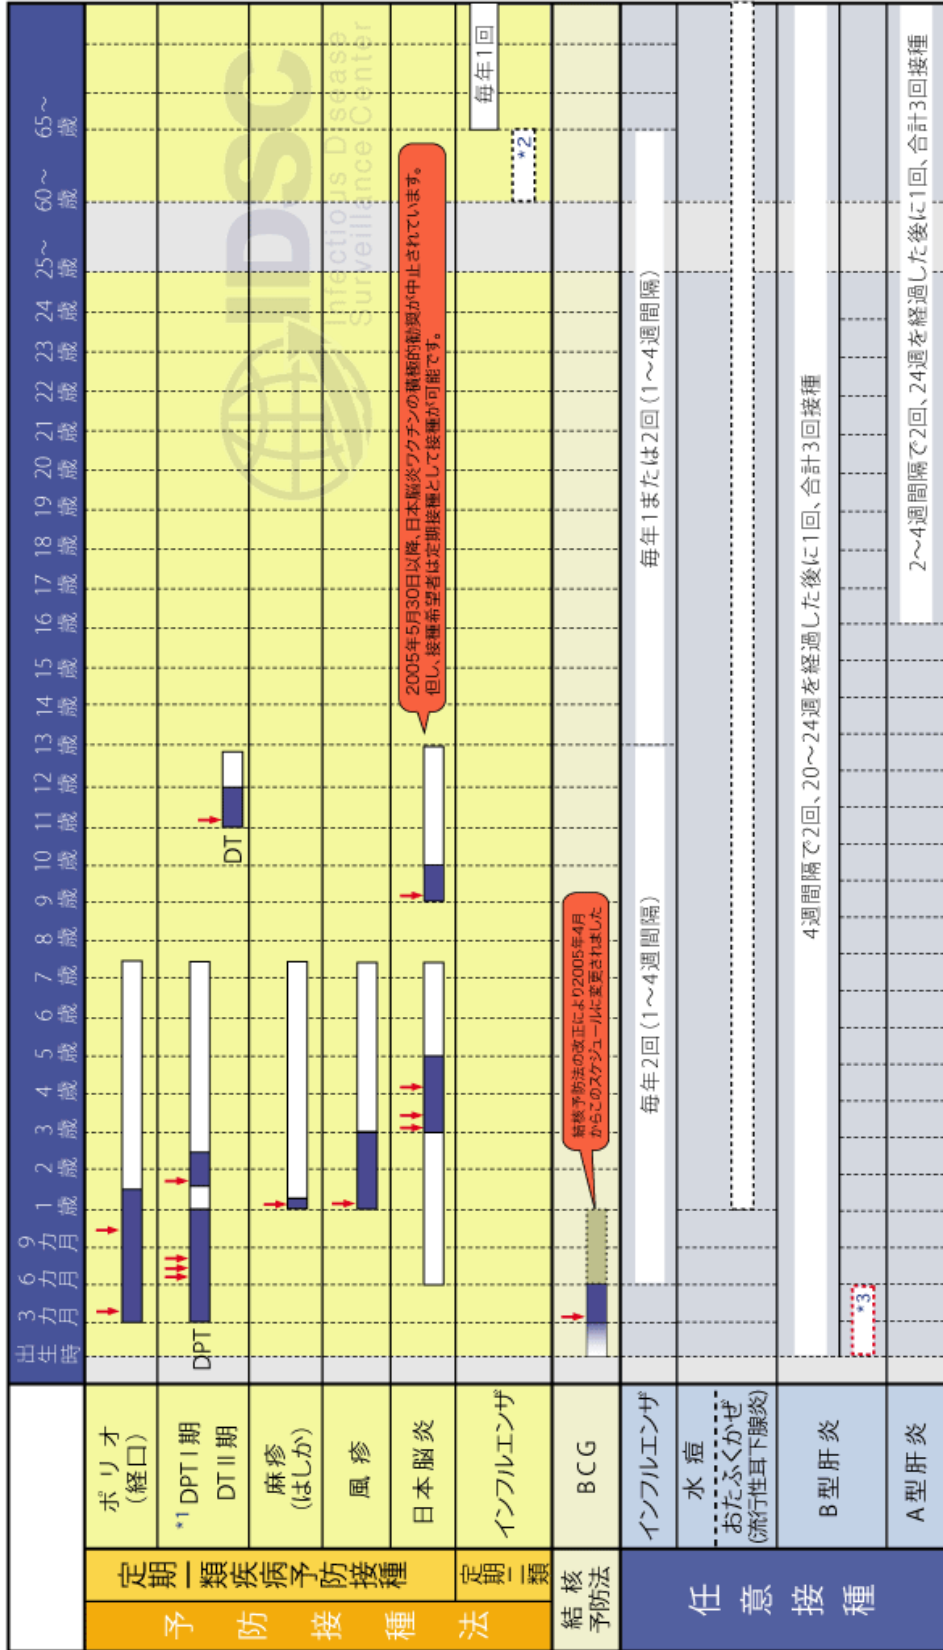 出生時
3カ月
6カ月
9カ月
1歳
2歳
3歳
4歳
5歳
6歳
7歳
8歳
9歳
10歳
11歳
12歳
13歳
14歳
15歳
16歳
17歳
18歳
19歳
20歳
21歳
22歳
23歳
24歳
25~歳
60~歳
65~歳
予防接種法
定期一類疾病予防接種
ポリオ
(経口)
*1 DPTⅠ期
DTⅡ期
DPT
DT
麻疹
(はしか)
風疹
日本脳炎
2005年5月30日以降、日本脳炎ワクチンの積極的勧奨が中止されています。
但し、接種希望者は定期接種として接種が可能です。
定期二類
インフルエンザ
毎年1回
*2
結核予防法
BCG
結核予防法の改正により2005年4月
からこのスケジュールに変更されました
任意接種
インフルエンザ
毎年2回(1~4週間隔)
毎年1または2回(1~4週間隔)
水痘
おたふくかぜ
(流行性耳下腺炎)
B型肝炎
4週間隔で2回、20~24週を経過した後に1回、合計3回接種
*3
A型肝炎
2~4週間隔で2回、24週を経過した後に1回、合計3回接種
IDSC
Infectious Disease
Surveillance Center